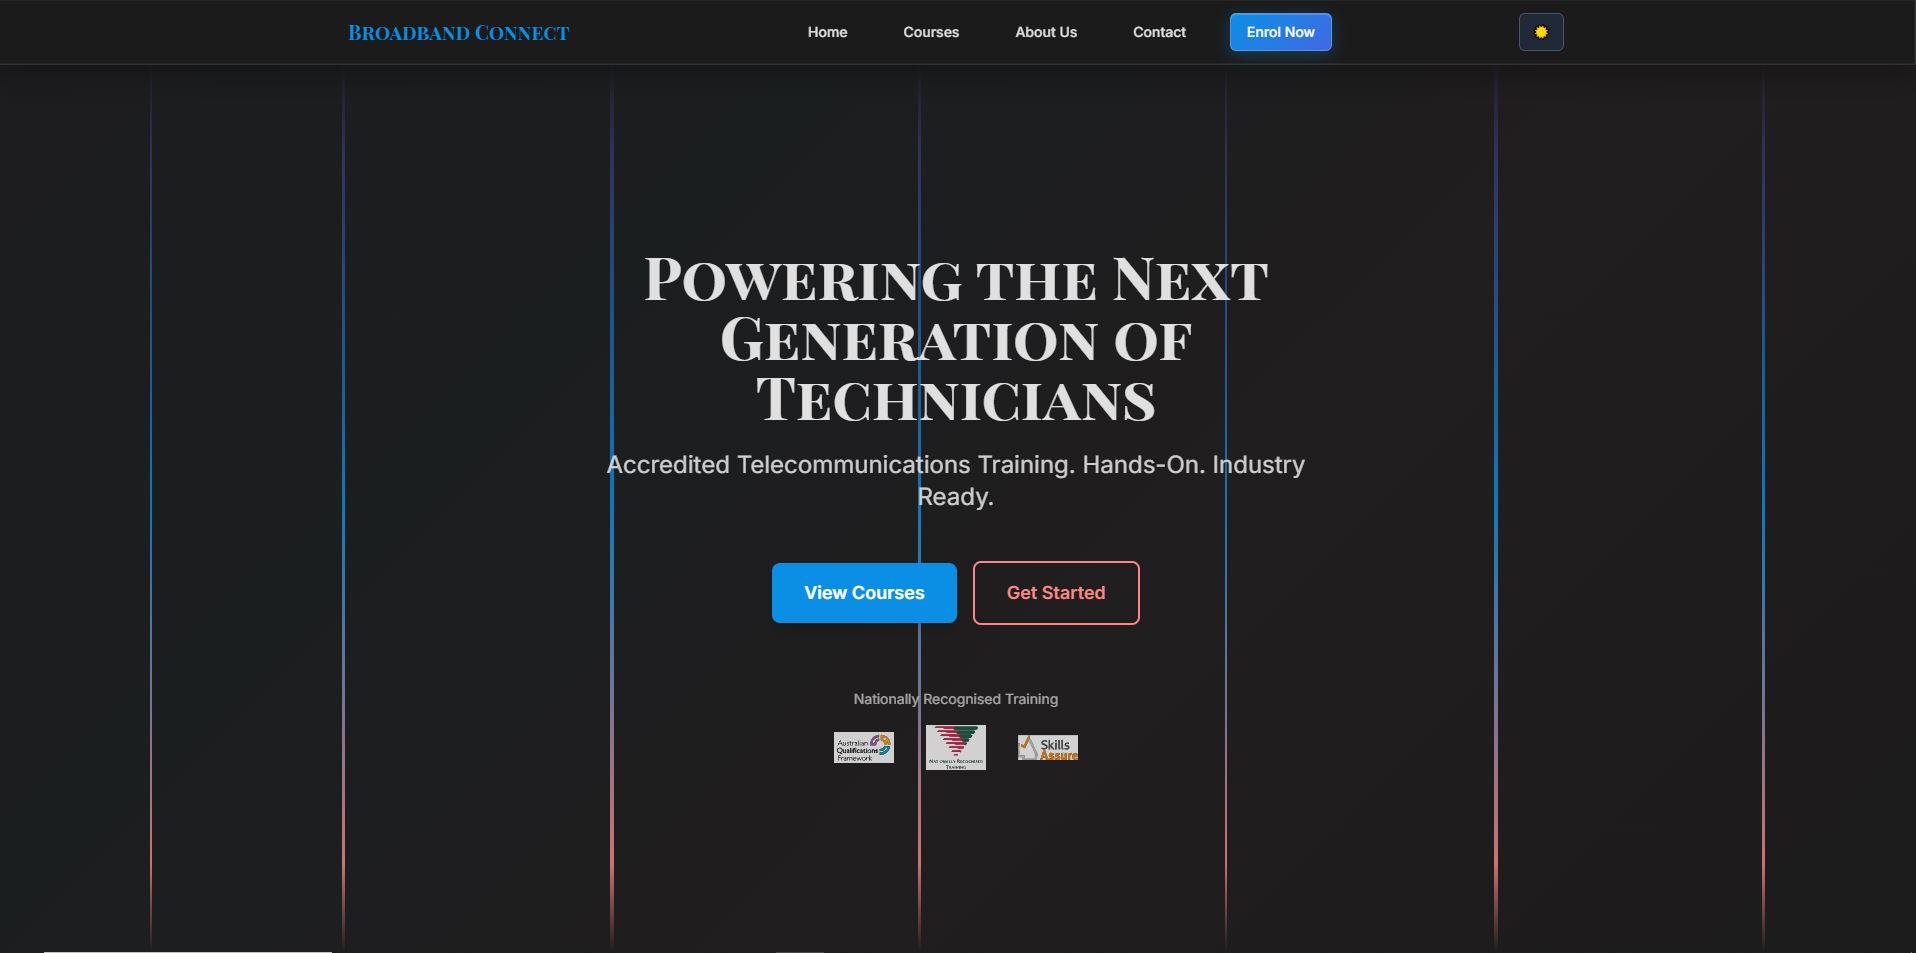 Broadband Connect
Home
Courses
About Us
Contact
Enrol Now
Powering the Next
Generation of
Technicians
Accredited Telecommunications Training. Hands-On. Industry
Ready.
View Courses
Get Started
Nationally Recognised Training
Australian
Qualifications
Framework
Nationally Recognised
Training
Skills
Assure